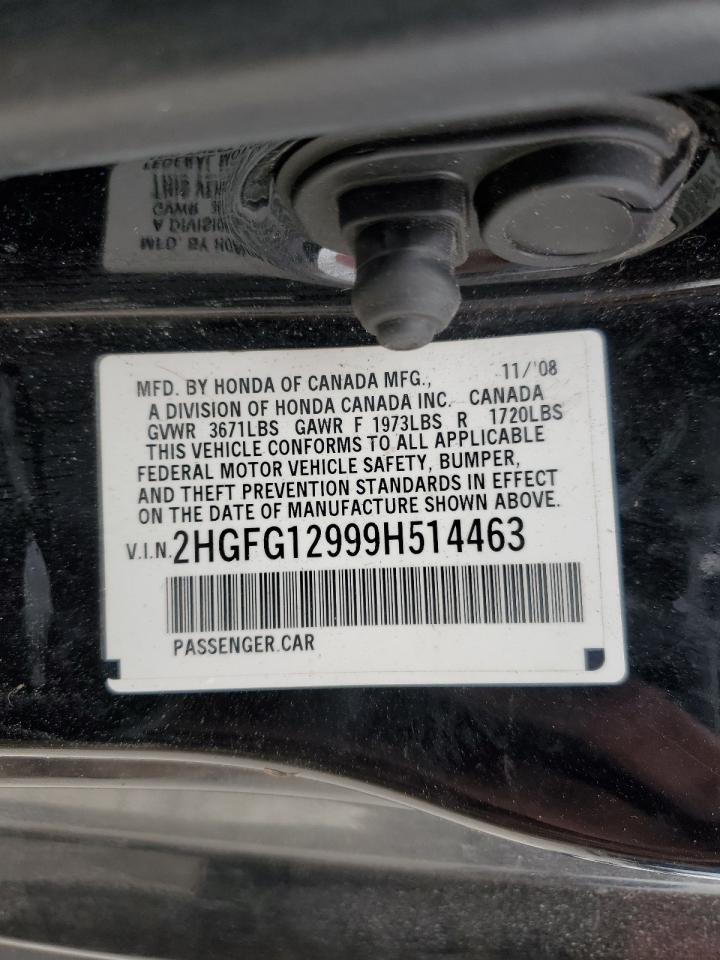 MFD. BY HONDA OF CANADA MFG., 11/'08
A DIVISION OF HONDA CANADA INC. CANADA
GVWR 3671LBS GAWR F 1973LBS R 1720LBS
THIS VEHICLE CONFORMS TO ALL APPLICABLE
FEDERAL MOTOR VEHICLE SAFETY, BUMPER,
AND THEFT PREVENTION STANDARDS IN EFFECT
ON THE DATE OF MANUFACTURE SHOWN ABOVE.
V.I.N. 2HGFG12999H514463
PASSENGER CAR